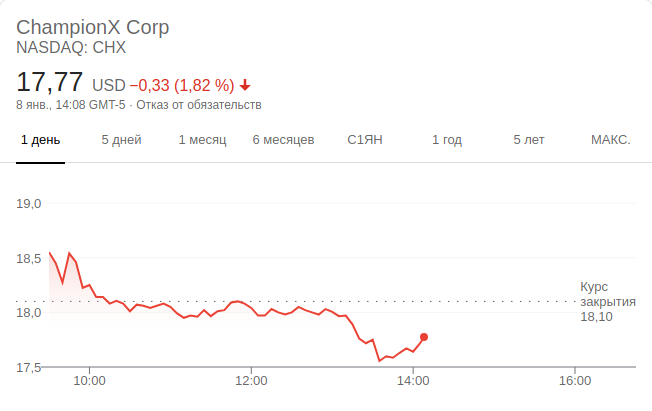 ChampionX Corp
NASDAQ: CHX
17,77 USD −0,33 (1,82 %)
8 янв., 14:08 GMT-5 · Отказ от обязательств
1 день 5 дней 1 месяц 6 месяцев С1ЯН 1 год 5 лет МАКС.
19,0
18,5
Курс
закрытия
18,10
18,0
17,5
10:00 12:00 14:00 16:00